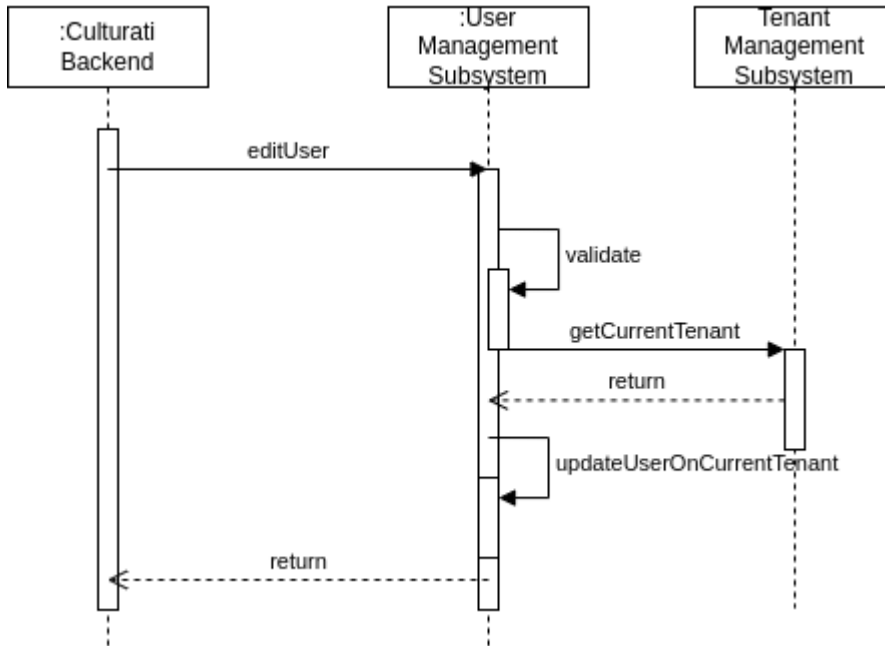 :Culturati
Backend
:User
Management
Subsystem
Tenant
Management
Subsystem
editUser
validate
getCurrentTenant
return
updateUserOnCurrentTenant
return